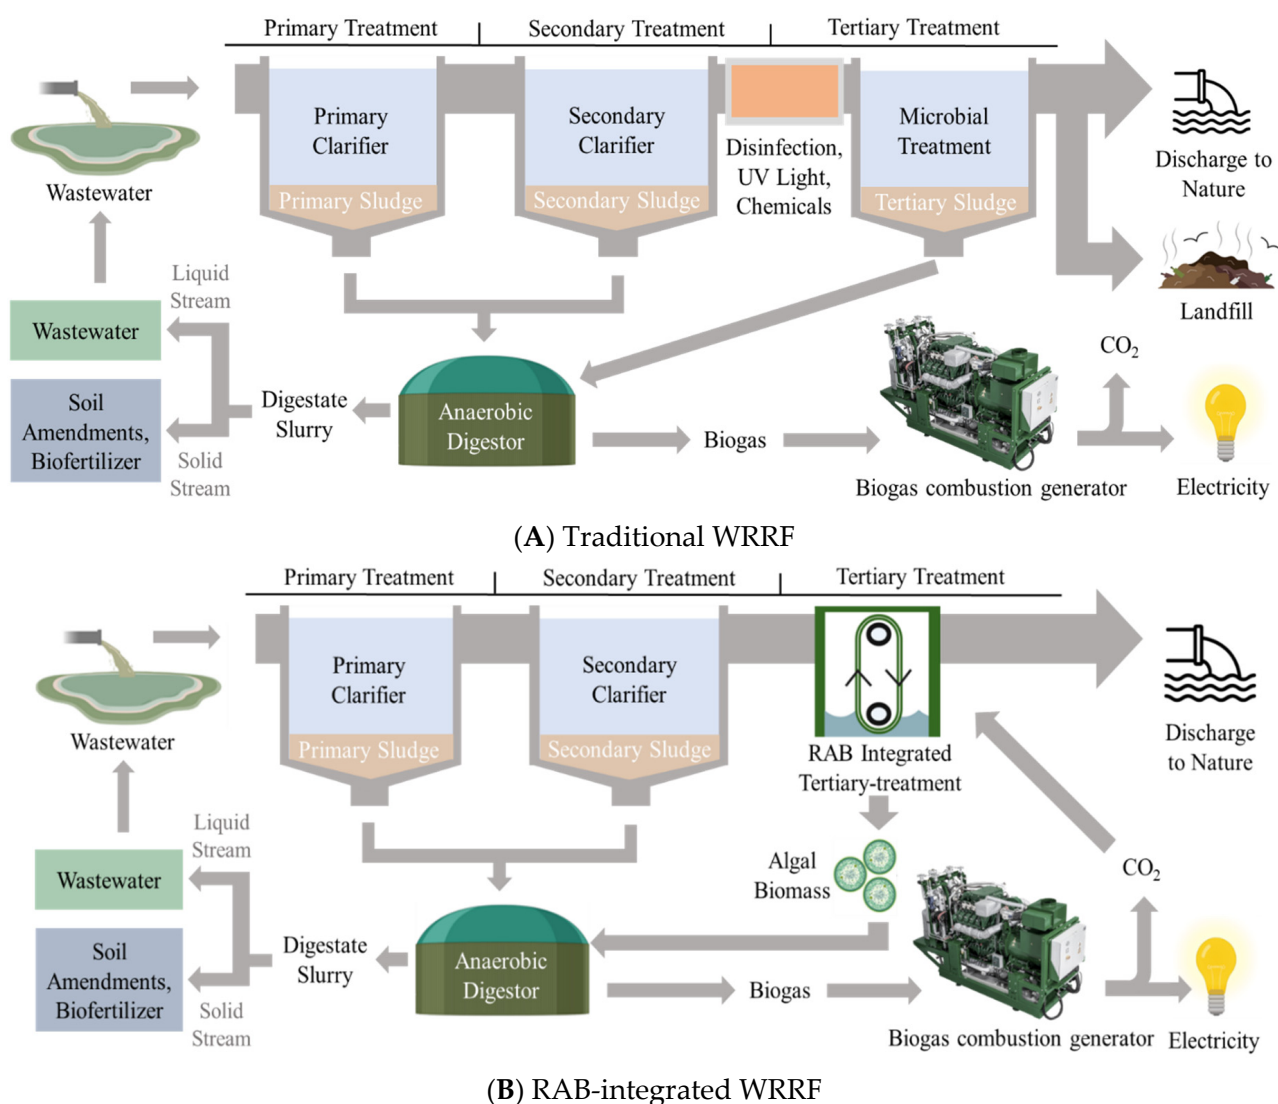 Primary Treatment
Secondary Treatment
Tertiary Treatment
Primary
Clarifier
Primary Sludge
Secondary
Clarifier
Secondary Sludge
Disinfection,
UV Light,
Chemicals
Microbial
Treatment
Tertiary Sludge
Discharge to
Nature
Wastewater
Liquid
Stream
Landfill
Wastewater
Soil
Amendments,
Biofertilizer
Solid
Stream
Digestate
Slurry
Anaerobic
Digestor
Biogas
Biogas combustion generator
CO₂
Electricity
(A) Traditional WRRF
Primary Treatment
Secondary Treatment
Tertiary Treatment
Primary
Clarifier
Primary Sludge
Secondary
Clarifier
Secondary Sludge
RAB Integrated
Tertiary-treatment
Discharge
to Nature
Wastewater
Liquid
Stream
Algal
Biomass
Wastewater
Soil
Amendments,
Biofertilizer
Solid
Stream
Digestate
Slurry
Anaerobic
Digestor
Biogas
Biogas combustion generator
CO₂
Electricity
(B) RAB-integrated WRRF